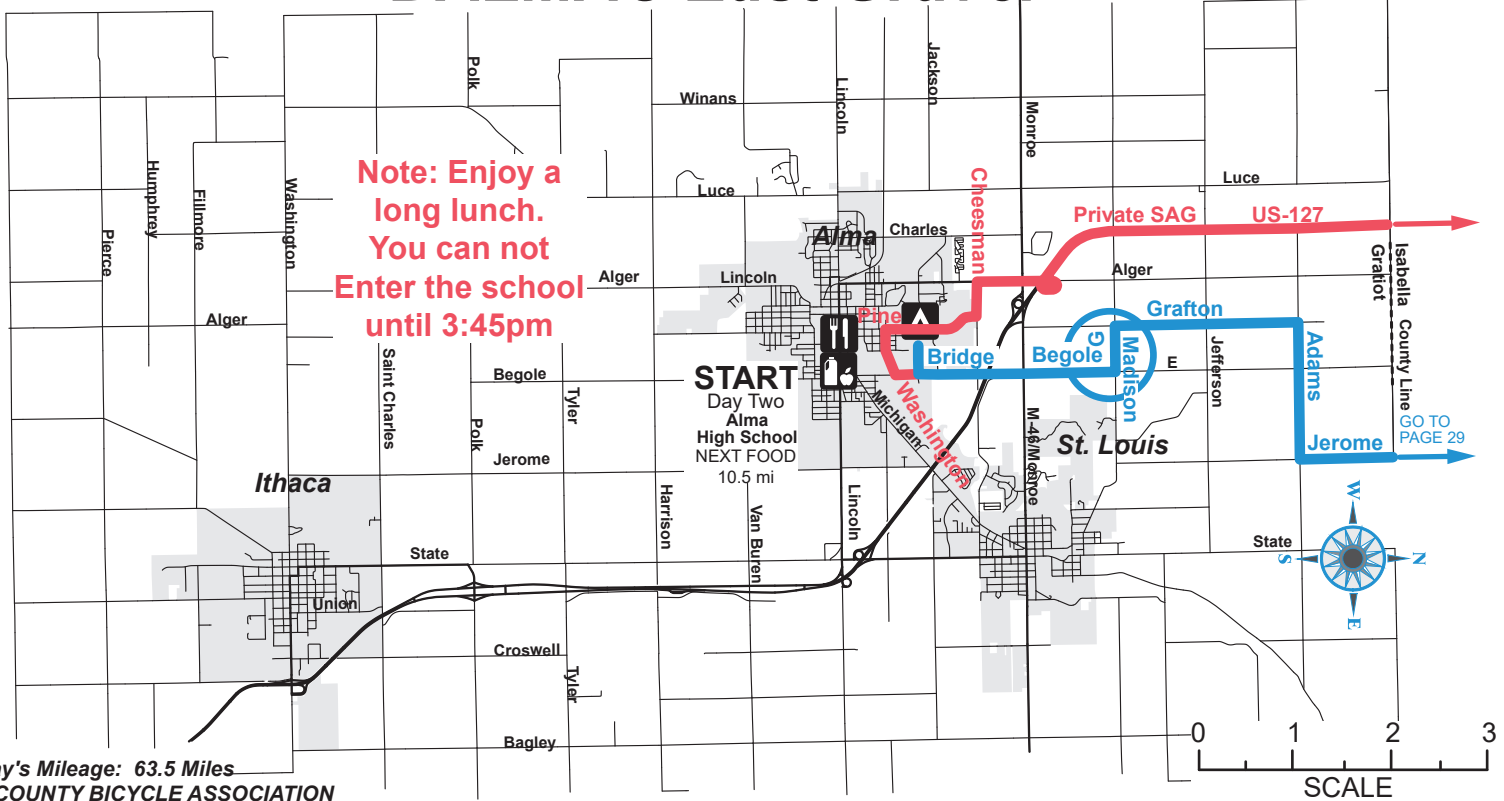 Polk
Winans
Lincoln
Jackson
Monroe
Note: Enjoy a
long lunch.
You can not
Enter the school
until 3:45pm
Humphrey
Fillmore
Washington
Pierce
Luce
Luce
Cheesman
Private SAG
US-127
Alma
Charles
Alger
Lincoln
Alger
Alger
Gratiot
Isabella County Line
Pine
Grafton
Saint Charles
Begole
Tyler
Polk
Jerome
START
Day Two
Alma
High School
NEXT FOOD
10.5 mi
Bridge
Begole
G
Madison
E
Jefferson
Adams
Jerome
GO TO
PAGE 29
Michigan
Washington
M-46/Monroe
St. Louis
Ithaca
Harrison
Van Buren
Lincoln
State
State
W
S
N
E
Union
Croswell
Tyler
Bagley
0 1 2 3
SCALE
y's Mileage: 63.5 Miles
COUNTY BICYCLE ASSOCIATION